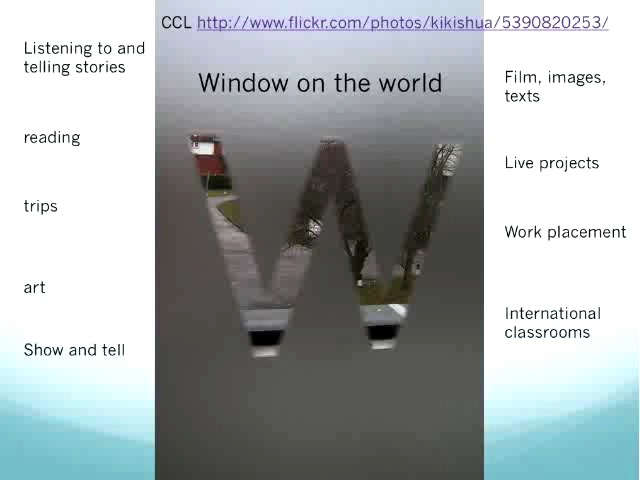 CCL http://www.flickr.com/photos/kikishua/5390820253/
Window on the world
Listening to and
telling stories
reading
trips
art
Show and tell
W
Film, images,
texts
Live projects
Work placement
International
classrooms